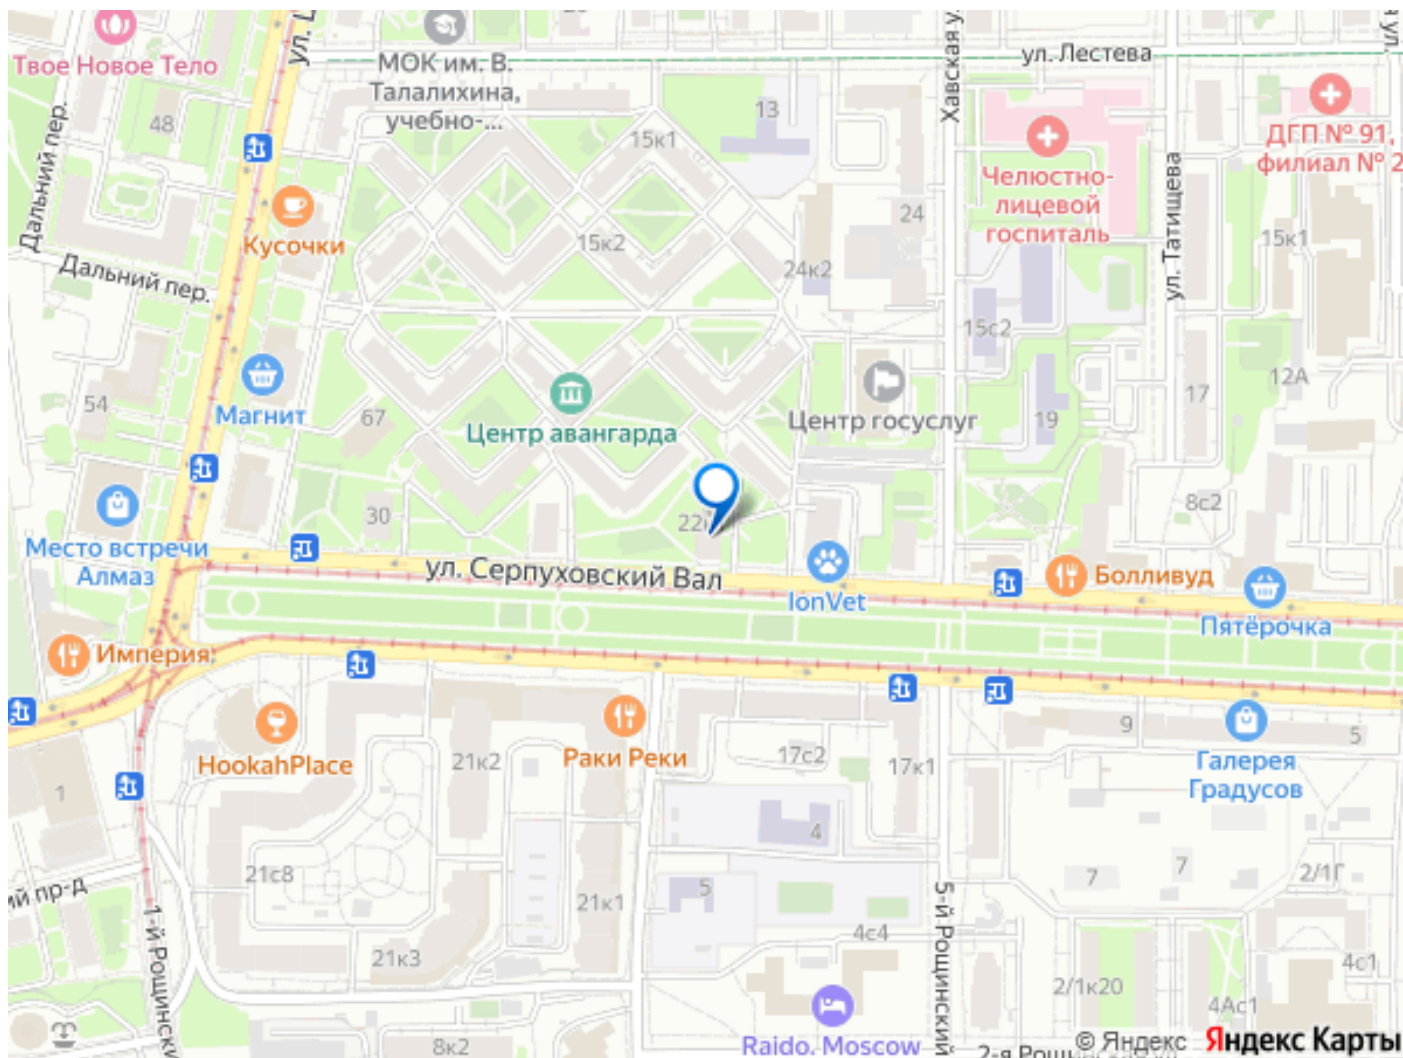 Твое Новое Тело
МОК им. В.
Талалихина,
учебно-...
ул. Лестева
Хавская у
ДГП № 91,
филиал № 2
Челюстно-
лицевой
госпиталь
ул. Татищева
Дальний пер.
Дальний пер.
48
13
15к1
15к2
24
24к2
15к1
15с2
Кусочки
Магнит
54
67
30
Центр авангарда
Центр госуслуг
19
17
12А
8с2
Место встречи
Алмаз
ул. Серпуховский Вал
IonVet
Болливуд
Пятёрочка
Империя
HookahPlace
Раки Реки
21к2
17с2
17к1
9
5
Галерея
Градусов
1
4
5
7
7
2/1Г
21с8
21к1
21к3
4с4
ий пр-д
1-й Рощински
5-й Рощинский
2/1к20
4с1
4Ас1
8к2
Raido. Moscow
© Яндекс Яндекс Карты